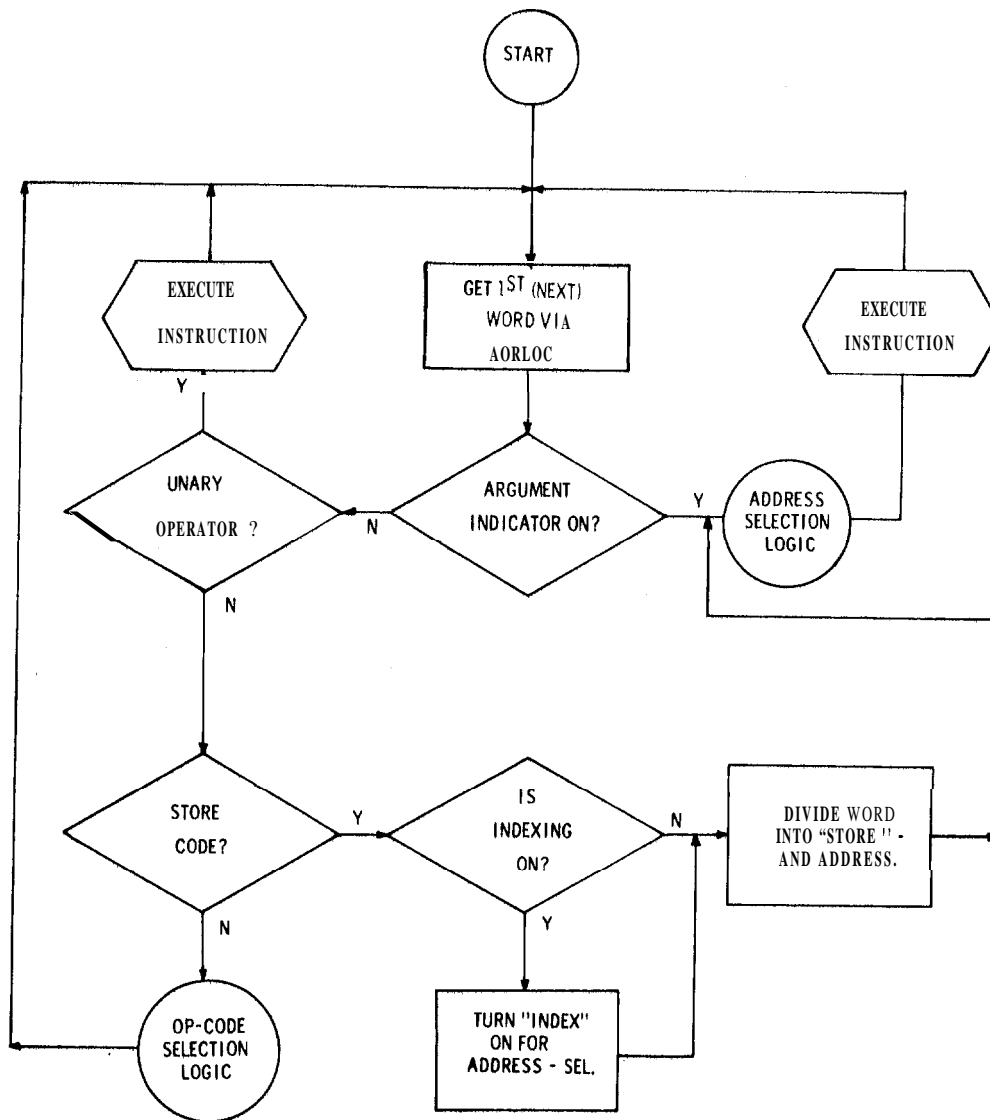 START
EXECUTE
INSTRUCTION
GET 1ST (NEXT)
WORD VIA
AORLOC
EXECUTE
INSTRUCTION
Y
UNARY
OPERATOR ?
N
ARGUMENT
INDICATOR ON?
Y
ADDRESS
SELECTION
LOGIC
N
STORE
CODE?
Y
IS
INDEXING
ON?
N
DIVIDE WORD
INTO "STORE" -
AND ADDRESS.
N
Y
OP-CODE
SELECTION
LOGIC
TURN "INDEX"
ON FOR
ADDRESS - SEL.